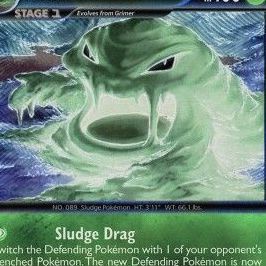 STAGE 1 Evolves from Grimer
NO. 089 Sludge Pokémon HT: 3'11" WT: 66.1 lbs.
Sludge Drag
witch the Defending Pokémon with 1 of your opponent's
enched Pokémon. The new Defending Pokémon is now